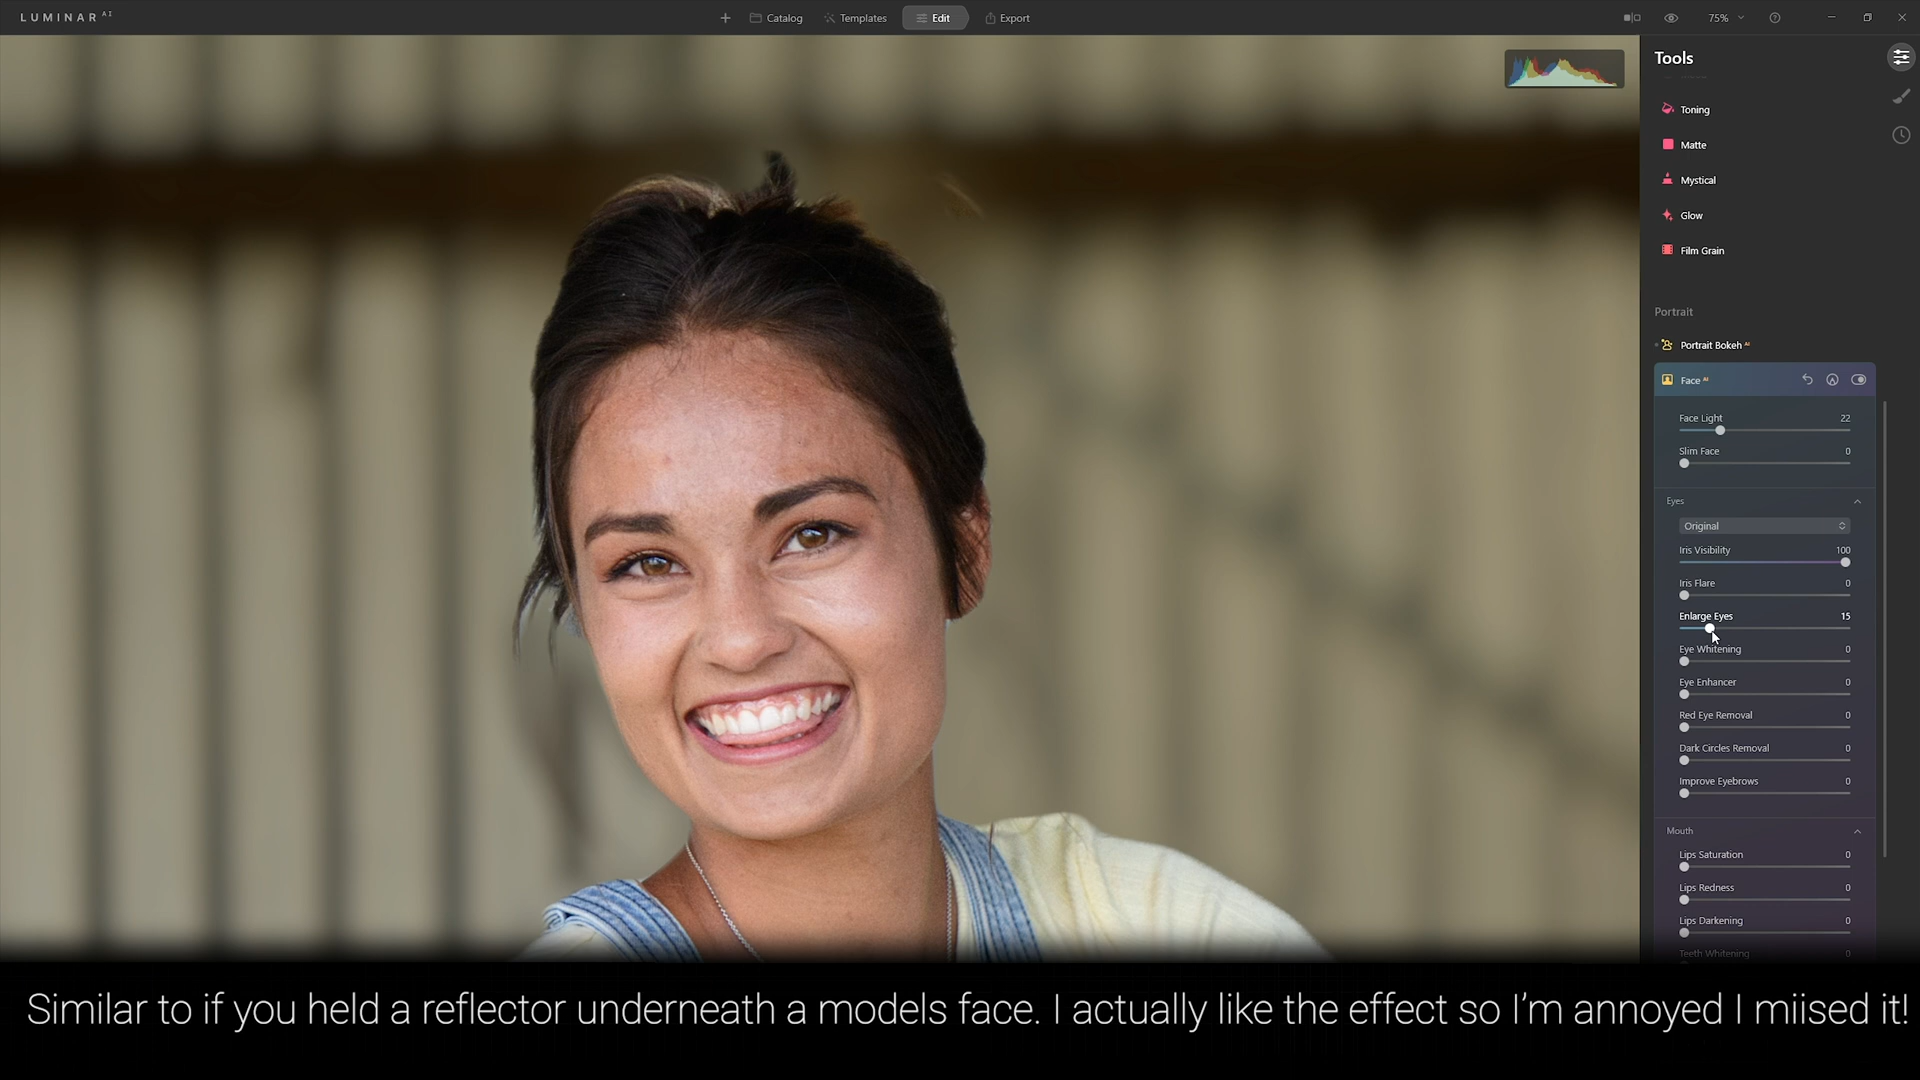 LUMINAR AI
Catalog
Templates
Edit
Export
75%
Tools
Toning
Matte
Mystical
Glow
Film Grain
Portrait
Portrait Bokeh AI
Face AI
Face Light 22
Slim Face 0
Eyes
Original
Iris Visibility 100
Iris Flare 0
Enlarge Eyes 15
Eye Whitening 0
Eye Enhancer 0
Red Eye Removal 0
Dark Circles Removal 0
Improve Eyebrows 0
Mouth
Lips Saturation 0
Lips Redness 0
Lips Darkening 0
Teeth Whitening 0
Similar to if you held a reflector underneath a models face. I actually like the effect so I'm annoyed I miised it!